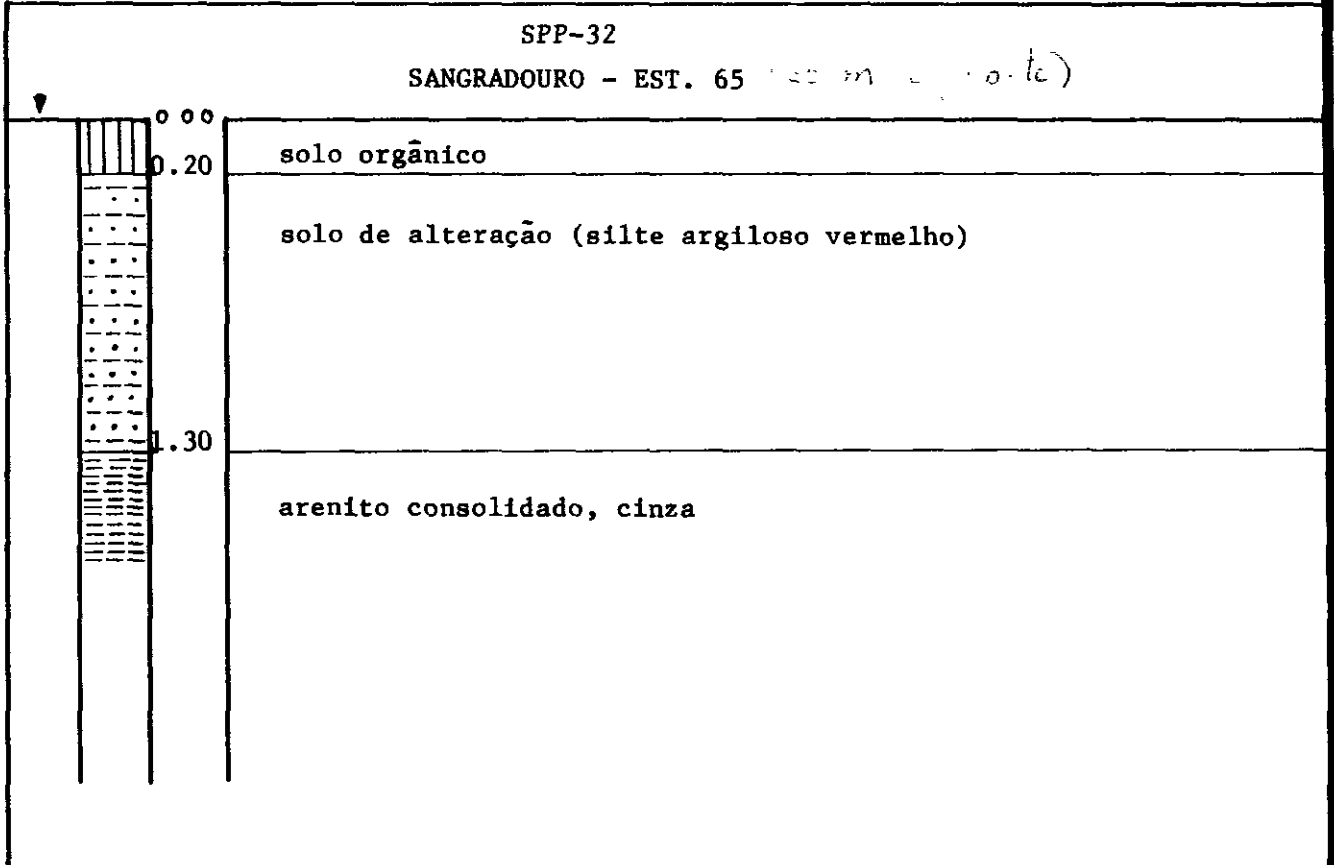 SPP-32
SANGRADOURO - EST. 65
0 00
solo orgânico
0.20
solo de alteração (silte argiloso vermelho)
1.30
arenito consolidado, cinza